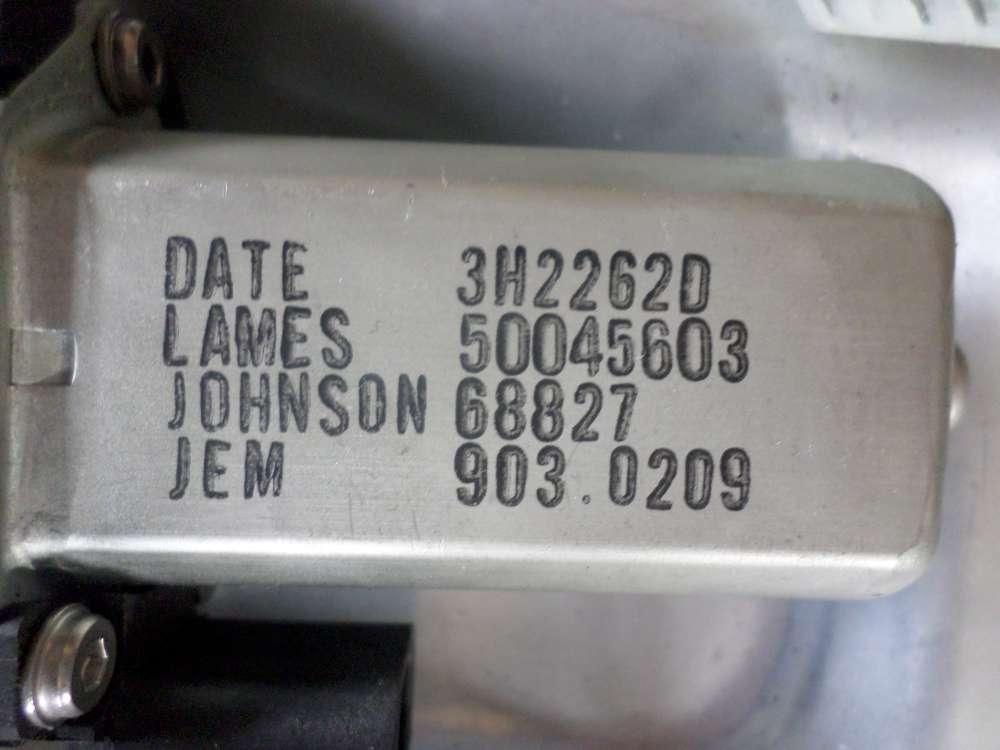 DATE 3H2262D
LAMES 50045603
JOHNSON 68827
JEM 903.0209